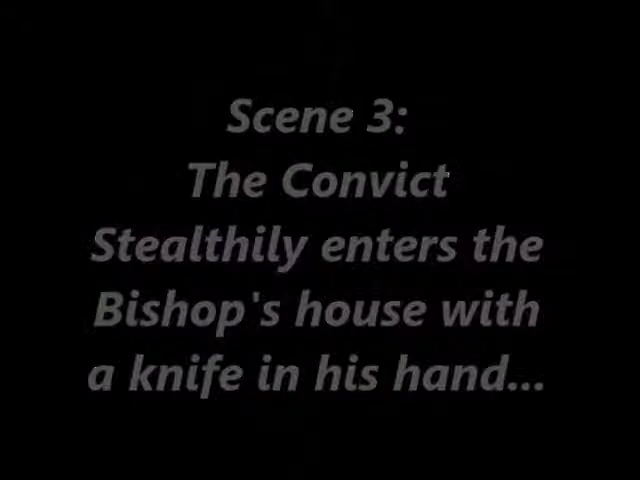 Scene 3:
The Convict
Stealthily enters the
Bishop's house with
a knife in his hand...